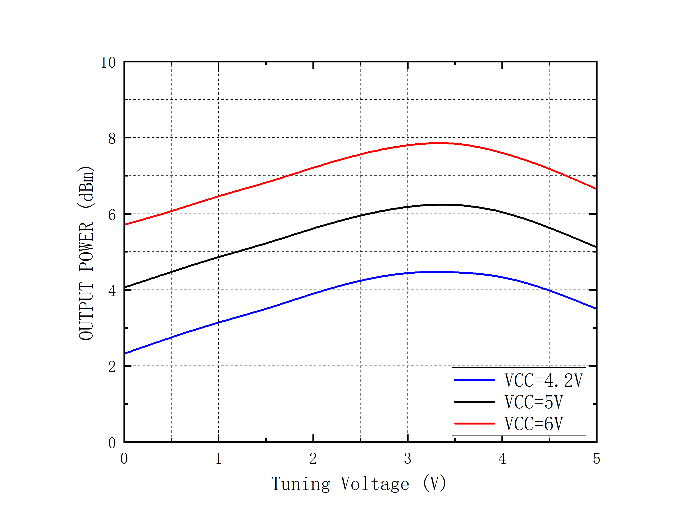 10
8
6
4
2
0
OUTPUT POWER (dBm)
VCC=4.2V
VCC=5V
VCC=6V
0 1 2 3 4 5
Tuning Voltage (V)